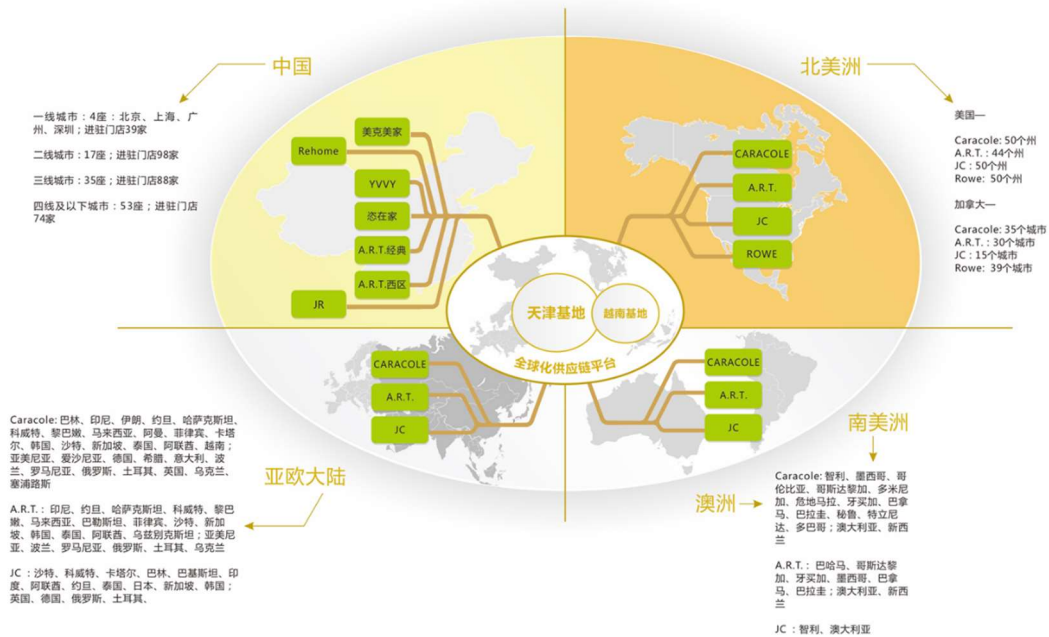 中国
一线城市：4座：北京、上海、广
州、深圳；进驻门店39家
二线城市：17座；进驻门店98家
三线城市：35座；进驻门店88家
四线及以下城市：53座；进驻门店
74家
美克美家
Rehome
YVVY
恣在家
A.R.T.经典
A.R.T.西区
JR
北美洲
美国—
Caracole: 50个州
A.R.T.：44个州
JC：50个州
Rowe: 50个州
加拿大—
Caracole: 35个城市
A.R.T.：30个城市
JC：15个城市
Rowe: 39个城市
CARACOLE
A.R.T.
JC
ROWE
天津基地
越南基地
全球化供应链平台
CARACOLE
A.R.T.
JC
亚欧大陆
Caracole: 巴林、印尼、伊朗、约旦、哈萨克斯坦、
科威特、黎巴嫩、马来西亚、阿曼、菲律宾、卡塔
尔、韩国、沙特、新加坡、泰国、阿联酋、越南；
亚美尼亚、爱沙尼亚、德国、希腊、意大利、波
兰、罗马尼亚、俄罗斯、土耳其、英国、乌克兰、
塞浦路斯
A.R.T.：印尼、约旦、哈萨克斯坦、科威特、黎巴
嫩、马来西亚、巴勒斯坦、菲律宾、沙特、新加
坡、韩国、泰国、阿联酋、乌兹别克斯坦；亚美尼
亚、波兰、罗马尼亚、俄罗斯、土耳其、乌克兰
JC ：沙特、科威特、卡塔尔、巴林、巴基斯坦、印
度、阿联酋、约旦、泰国、日本、新加坡、韩国；
英国、德国、俄罗斯、土耳其、
CARACOLE
A.R.T.
JC
南美洲
澳洲
Caracole: 智利、墨西哥、哥
伦比亚、哥斯达黎加、多米尼
加、危地马拉、牙买加、巴拿
马、巴拉圭、秘鲁、特立尼
达、多巴哥；澳大利亚、新西
兰
A.R.T.：巴哈马、哥斯达黎
加、牙买加、墨西哥、巴拿
马、巴拉圭；澳大利亚、新西
兰
JC ：智利、澳大利亚